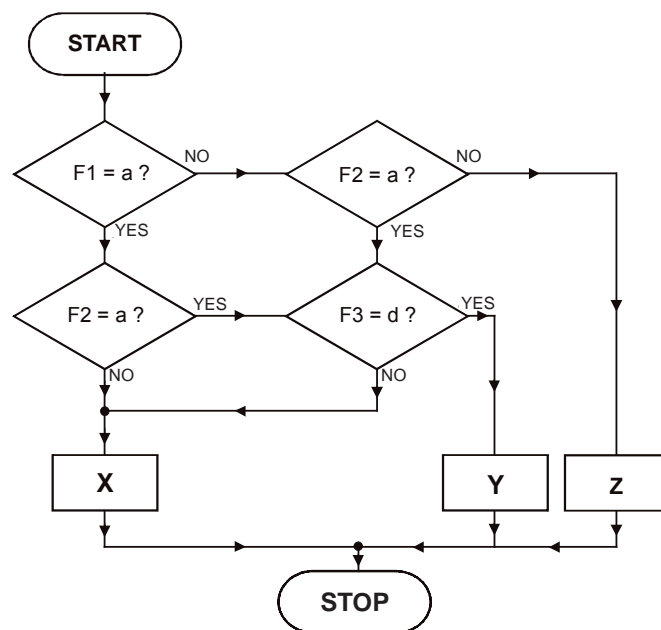 START
F1 = a ?
NO
F2 = a ?
NO
YES
YES
F2 = a ?
YES
F3 = d ?
YES
NO
NO
X
Y
Z
STOP